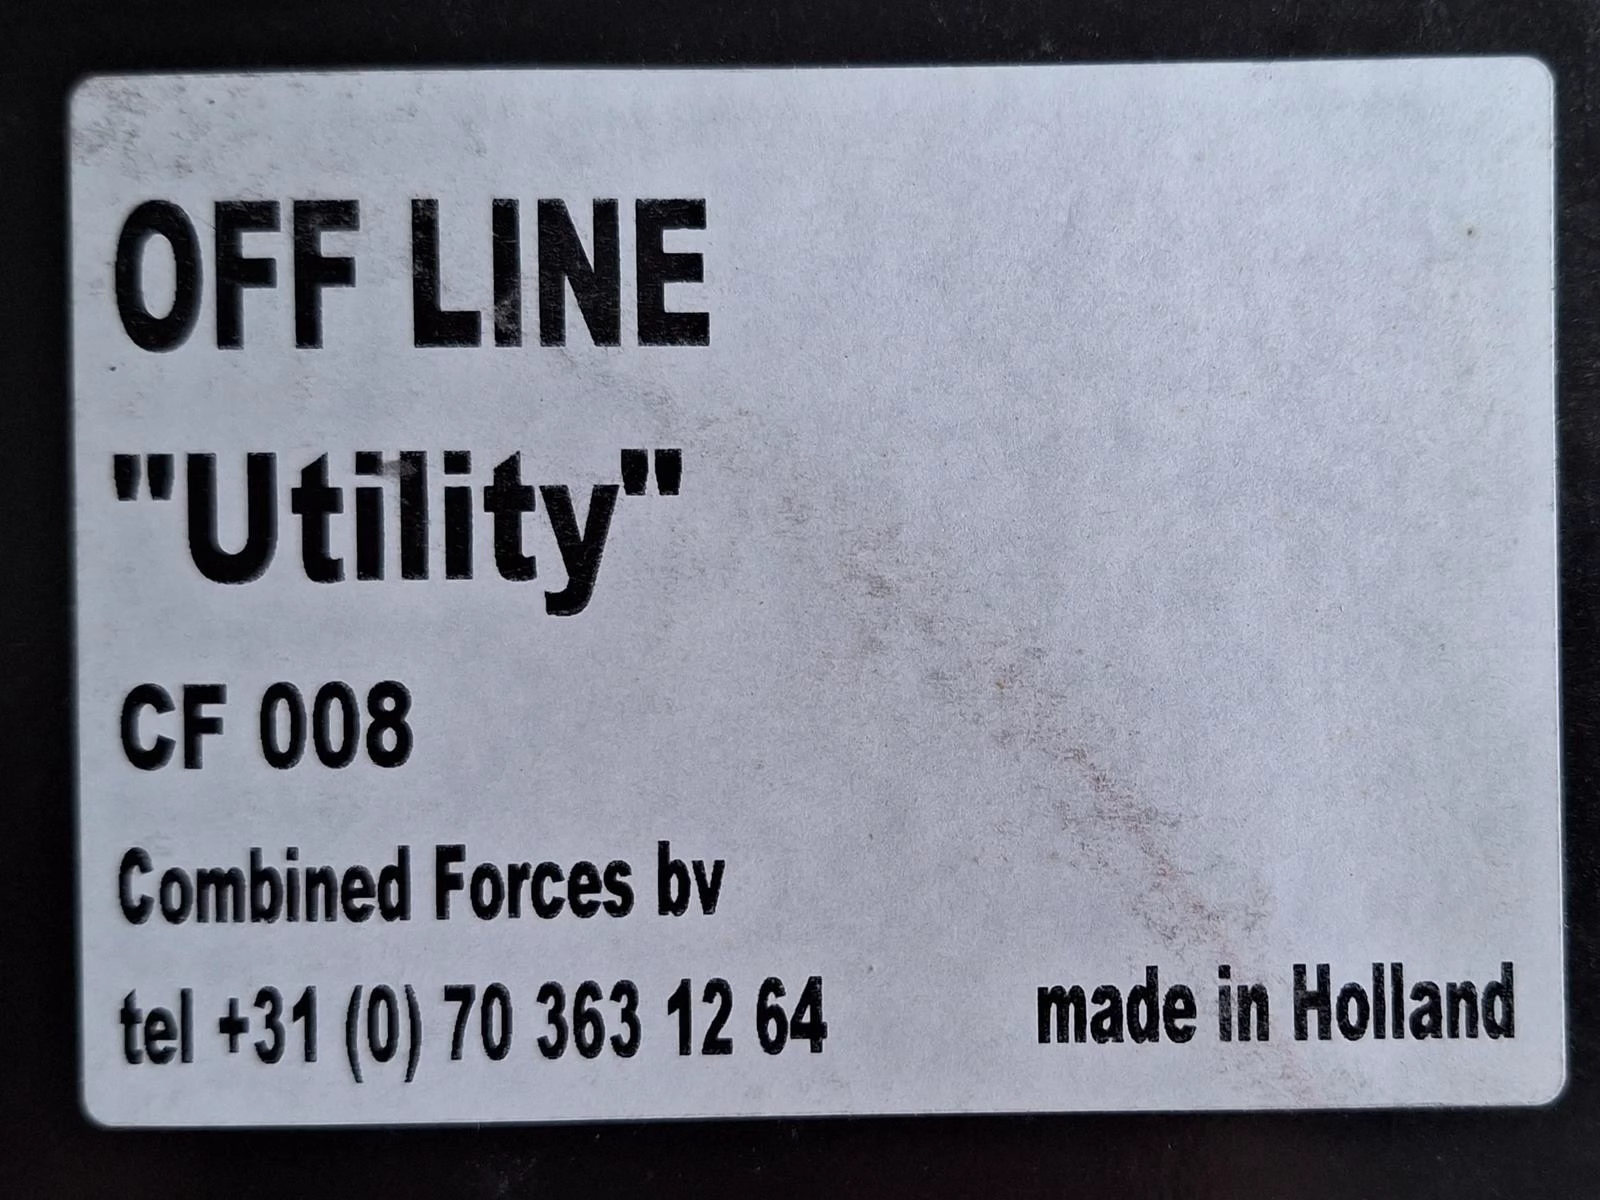 OFF LINE
"Utility"
CF 008
Combined Forces bv
tel +31 (0) 70 363 12 64
made in Holland